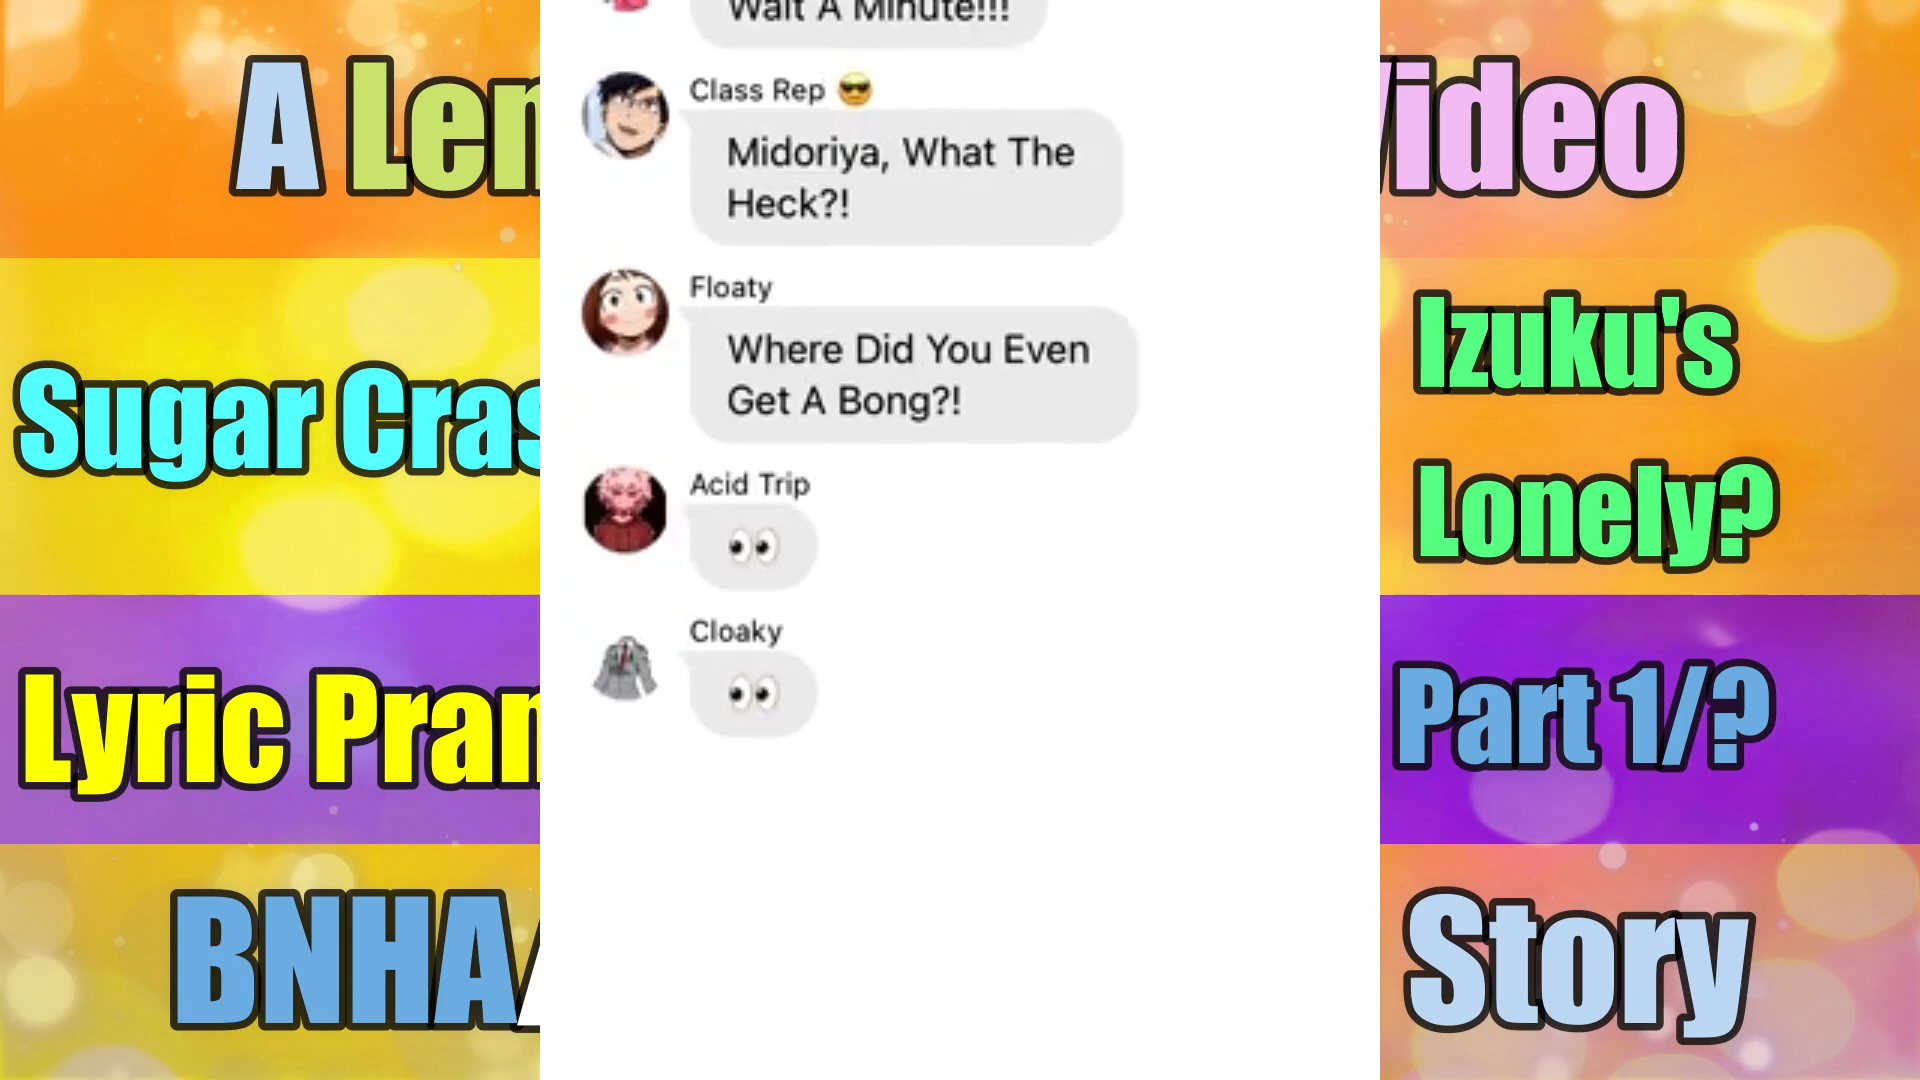 A Len
Video
Sugar Cras
Izuku's
Lonely?
Lyric Pran
Part 1/?
BNHA/
Story
Wait A Minute!!!
Class Rep 😎
Midoriya, What The
Heck?!
Floaty
Where Did You Even
Get A Bong?!
Acid Trip
👀
Cloaky
👀